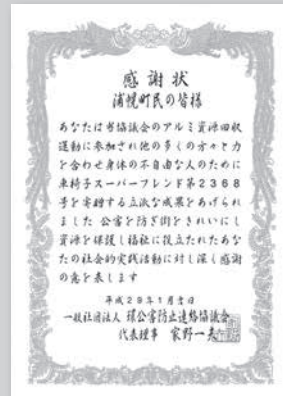 感謝状
浦幌町民の皆様
あなたは当協議会のアルミ資源回収
運動に参加され他の多くの方々と力
を合わせ身体の不自由な人のために
車椅子スーパーフレンド第2368
号を寄贈する立派な成果をあげられ
ました 公害を防ぎ街をきれいにし
資源を保護し福祉に役立たれたあな
たの社会的実践活動に対し深く感謝
の意を表します
平成29年1月吉日
一般社団法人 環公害防止連絡協議会
代表理事 家野一夫